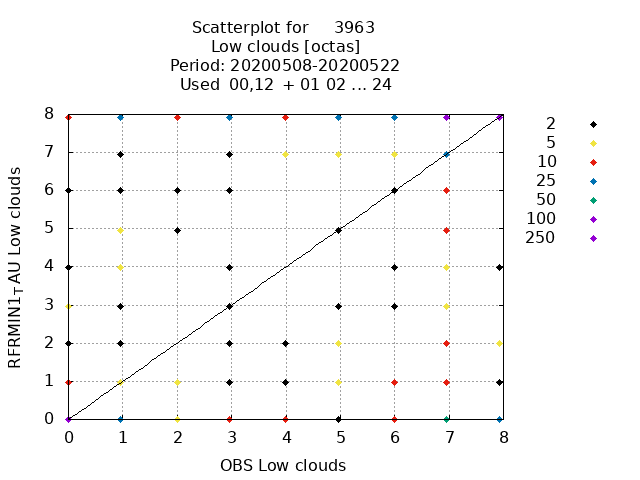 Scatterplot for 3963
Low clouds [octas]
Period: 20200508-20200522
Used 00,12 + 01 02 ... 24
RFRMIN1_T AU Low clouds
8
7
6
5
4
3
2
1
0
0 1 2 3 4 5 6 7 8
OBS Low clouds
2
5
10
25
50
100
250